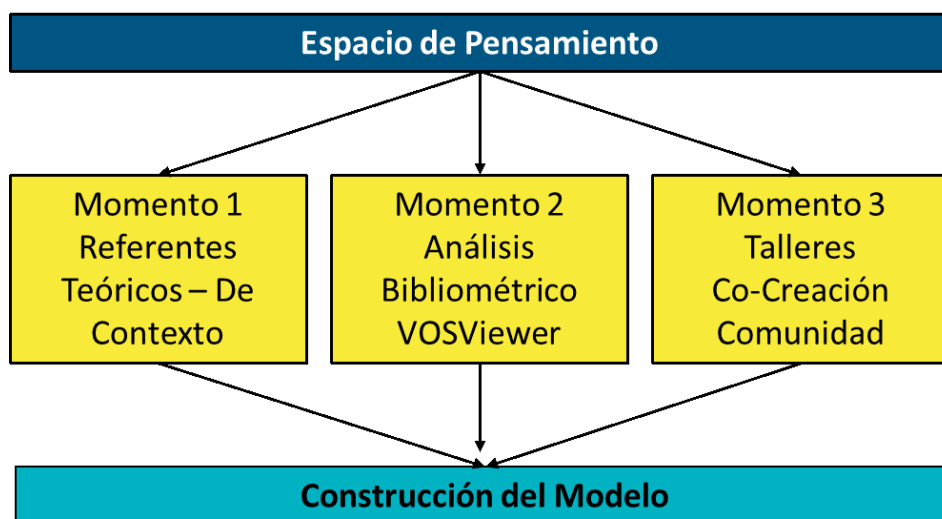 Espacio de Pensamiento
Momento 1
Referentes
Teóricos – De
Contexto
Momento 2
Análisis
Bibliométrico
VOSViewer
Momento 3
Talleres
Co-Creación
Comunidad
Construcción del Modelo